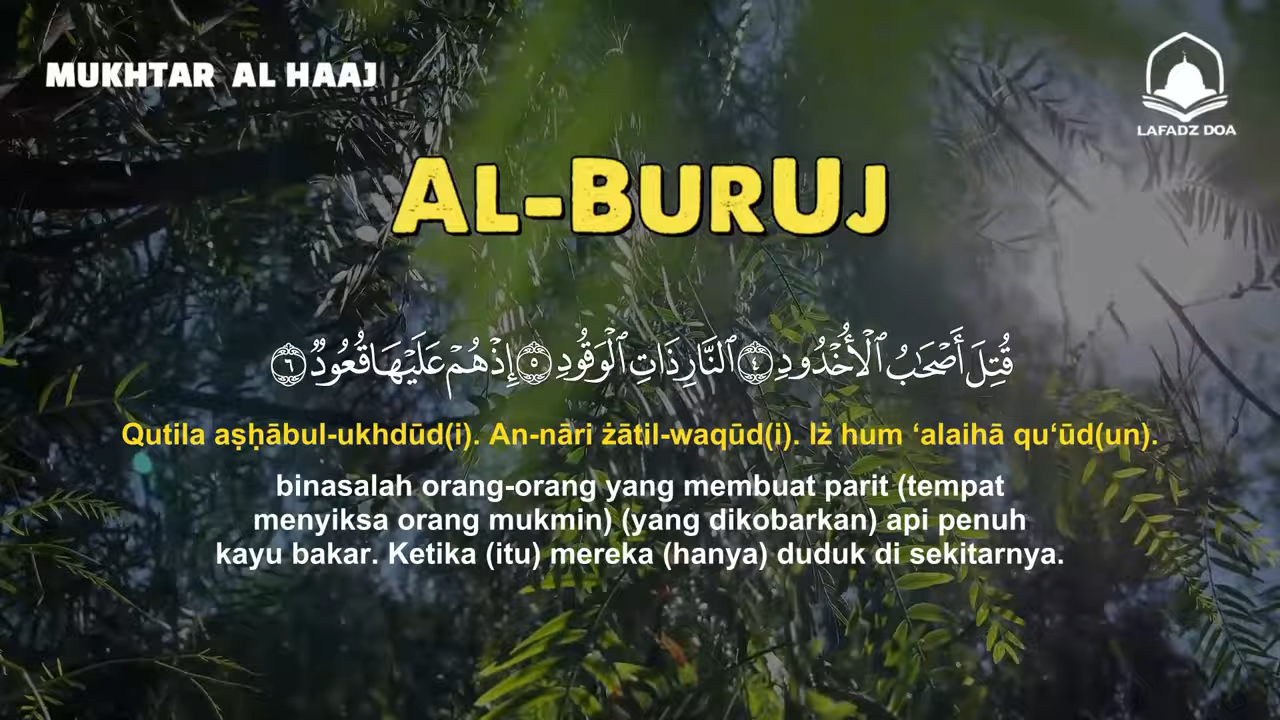 MUKHTAR AL HAAJ
LAFADZ DOA
AL-BURUJ
قُتِلَ أَصْحَٰبُ ٱلْأُخْدُودِ ٤ ٱلنَّارِ ذَاتِ ٱلْوَقُودِ ٥ إِذْ هُمْ عَلَيْهَا قُعُودٌ ٦
Qutila aṣḥābul-ukhdūd(i). An-nāri żātil-waqūd(i). Iż hum ‘alaihā qu‘ūd(un).
binasalah orang-orang yang membuat parit (tempat
menyiksa orang mukmin) (yang dikobarkan) api penuh
kayu bakar. Ketika (itu) mereka (hanya) duduk di sekitarnya.